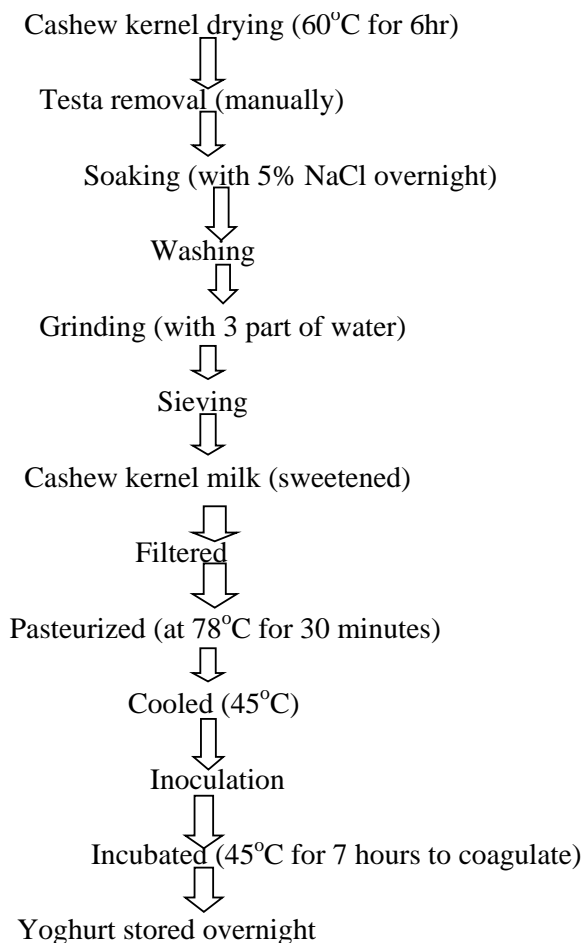 Cashew kernel drying (60°C for 6hr)
Testa removal (manually)
Soaking (with 5% NaCl overnight)
Washing
Grinding (with 3 part of water)
Sieving
Cashew kernel milk (sweetened)
Filtered
Pasteurized (at 78°C for 30 minutes)
Cooled (45°C)
Inoculation
Incubated (45°C for 7 hours to coagulate)
Yoghurt stored overnight